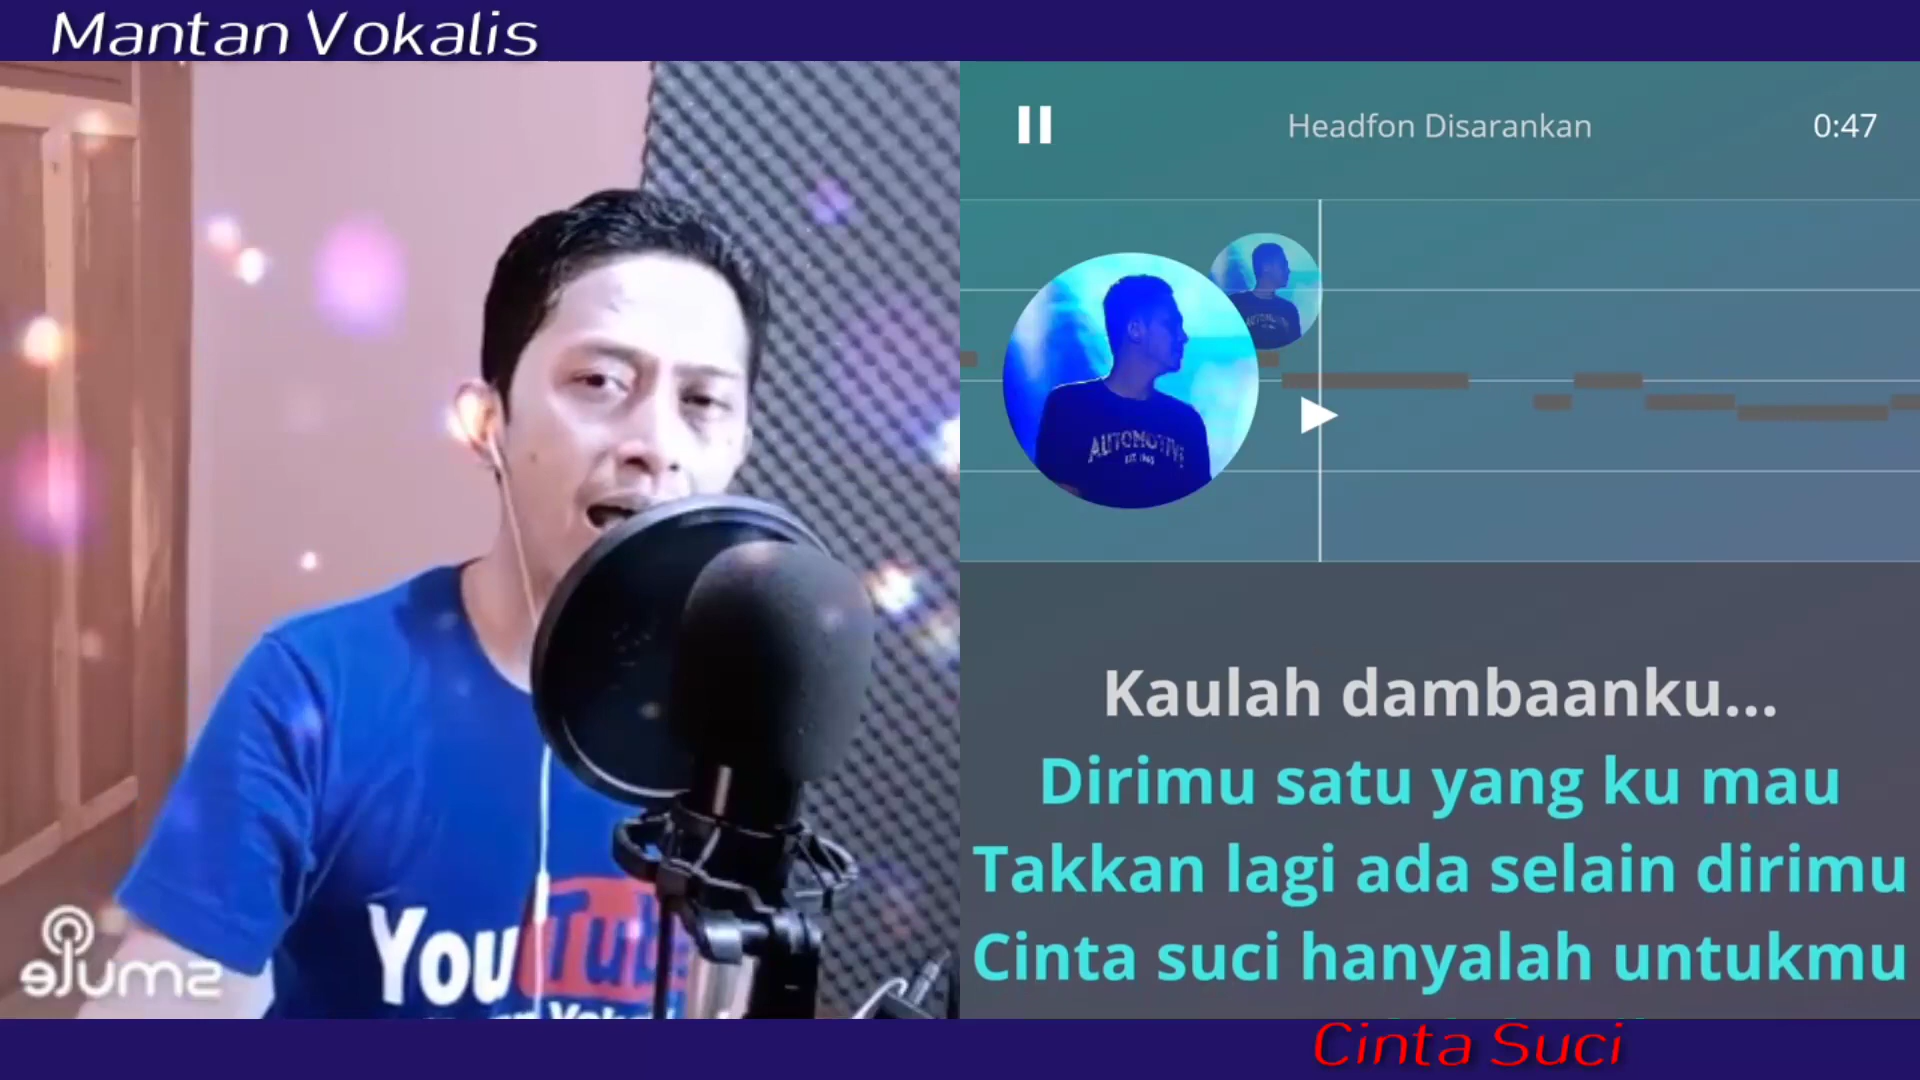 Mantan Vokalis
Headfon Disarankan
0:47
AUTOMOTIVE
Kaulah dambaanku...
Dirimu satu yang ku mau
Takkan lagi ada selain dirimu
Cinta suci hanyalah untukmu
YouTube
smule
Cinta Suci